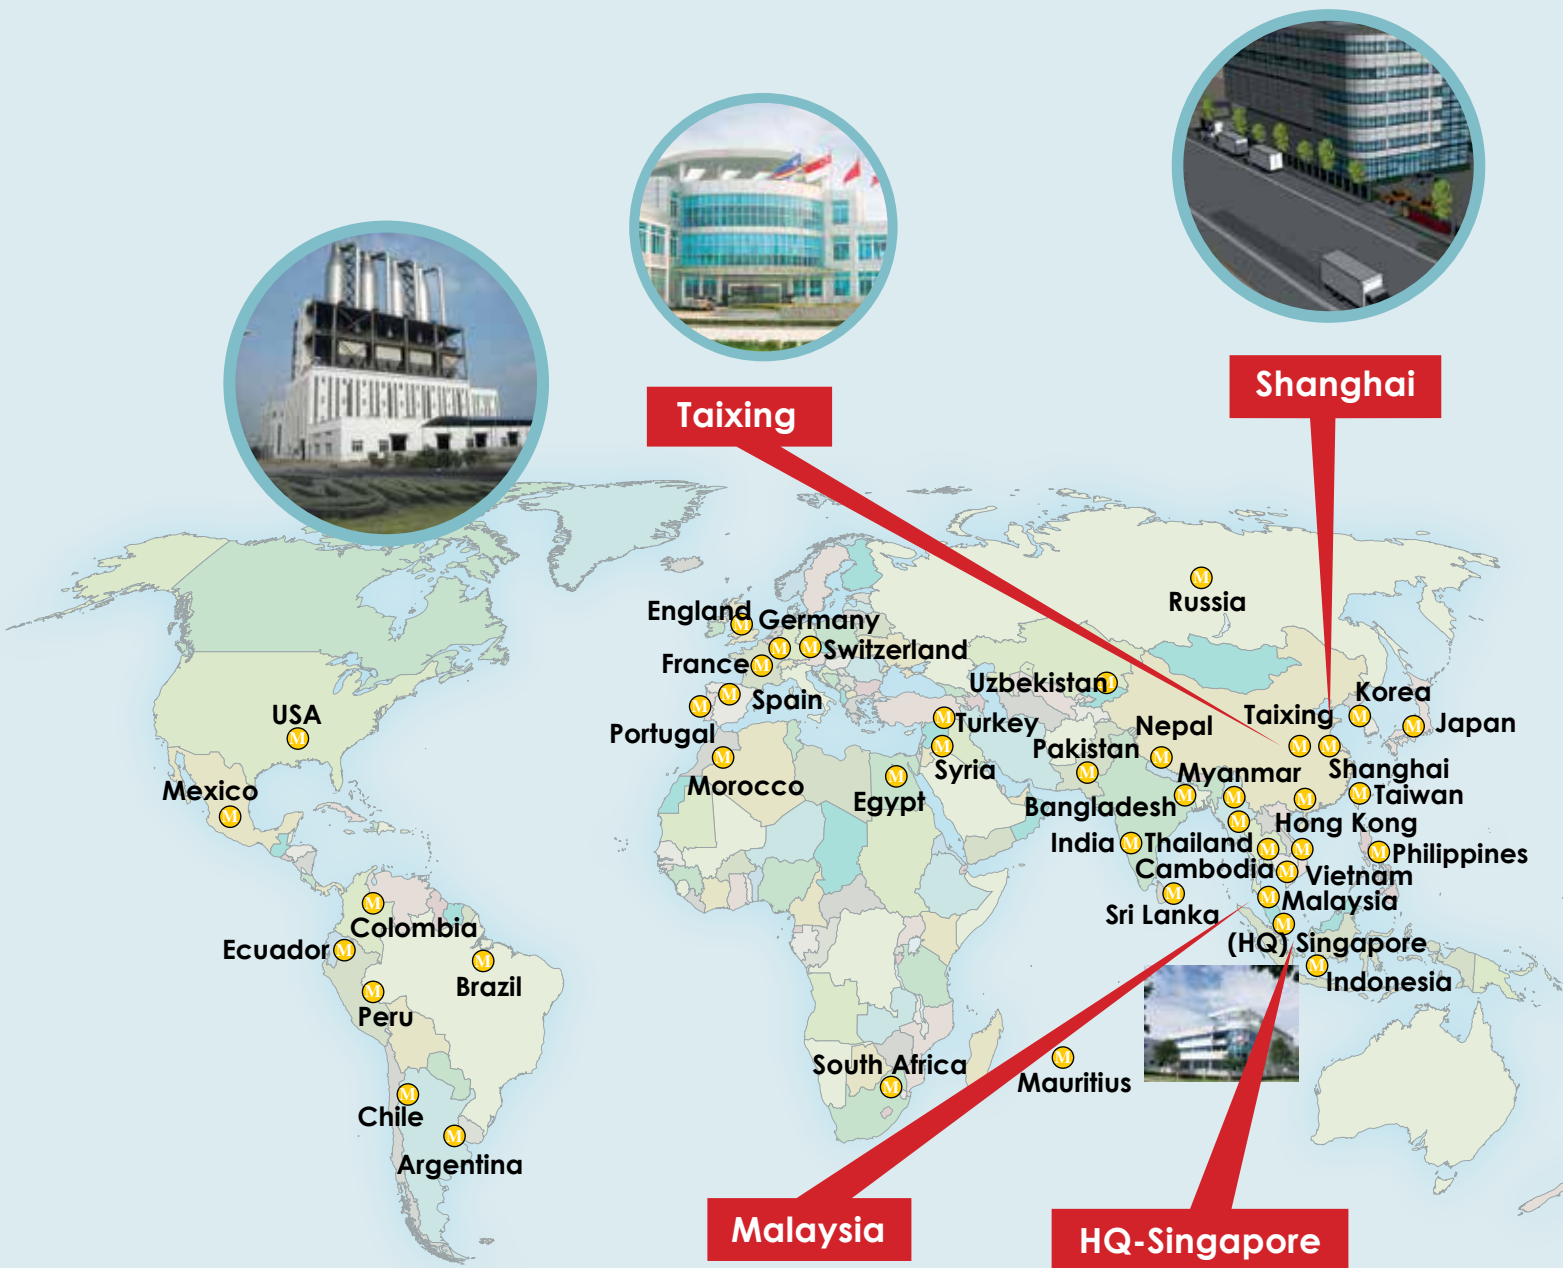 Shanghai
Taixing
Russia
England
Germany
Switzerland
France
Uzbekistan
Spain
Korea
USA
Taixing
Portugal
Turkey
Nepal
Japan
Pakistan
Syria
Shanghai
Morocco
Myanmar
Mexico
Egypt
Taiwan
Bangladesh
Hong Kong
India
Thailand
Philippines
Cambodia
Vietnam
Malaysia
Sri Lanka
Colombia
Ecuador
(HQ) Singapore
Brazil
Indonesia
Peru
South Africa
Mauritius
Chile
Argentina
Malaysia
HQ-Singapore